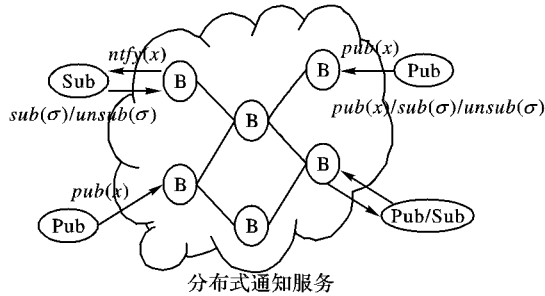 ntfy(x)
pub(x)
Sub
B
B
Pub
sub(σ)/unsub(σ)
pub(x)/sub(σ)/unsub(σ)
B
B
B
pub(x)
Pub
B
Pub/Sub
分布式通知服务